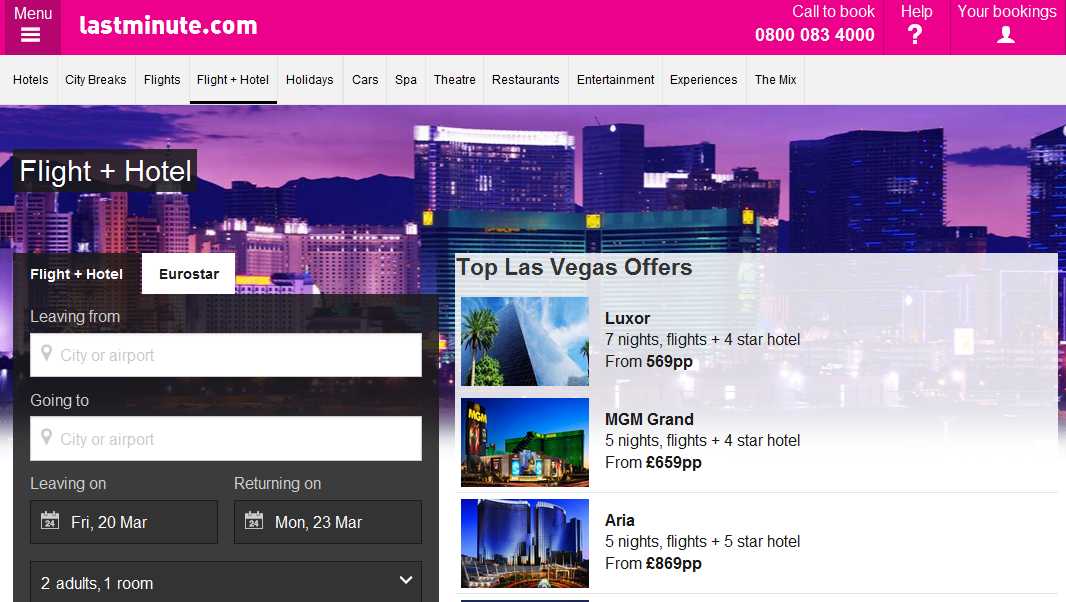 Menu
lastminute.com
Call to book
0800 083 4000
Help
?
Your bookings
Hotels
City Breaks
Flights
Flight + Hotel
Holidays
Cars
Spa
Theatre
Restaurants
Entertainment
Experiences
The Mix
Flight + Hotel
Flight + Hotel
Eurostar
Leaving from
City or airport
Going to
City or airport
Leaving on
Returning on
24
Fri, 20 Mar
24
Mon, 23 Mar
2 adults, 1 room
Top Las Vegas Offers
Luxor
7 nights, flights + 4 star hotel
From 569pp
MGM
MGM Grand
5 nights, flights + 4 star hotel
From £659pp
Aria
5 nights, flights + 5 star hotel
From £869pp